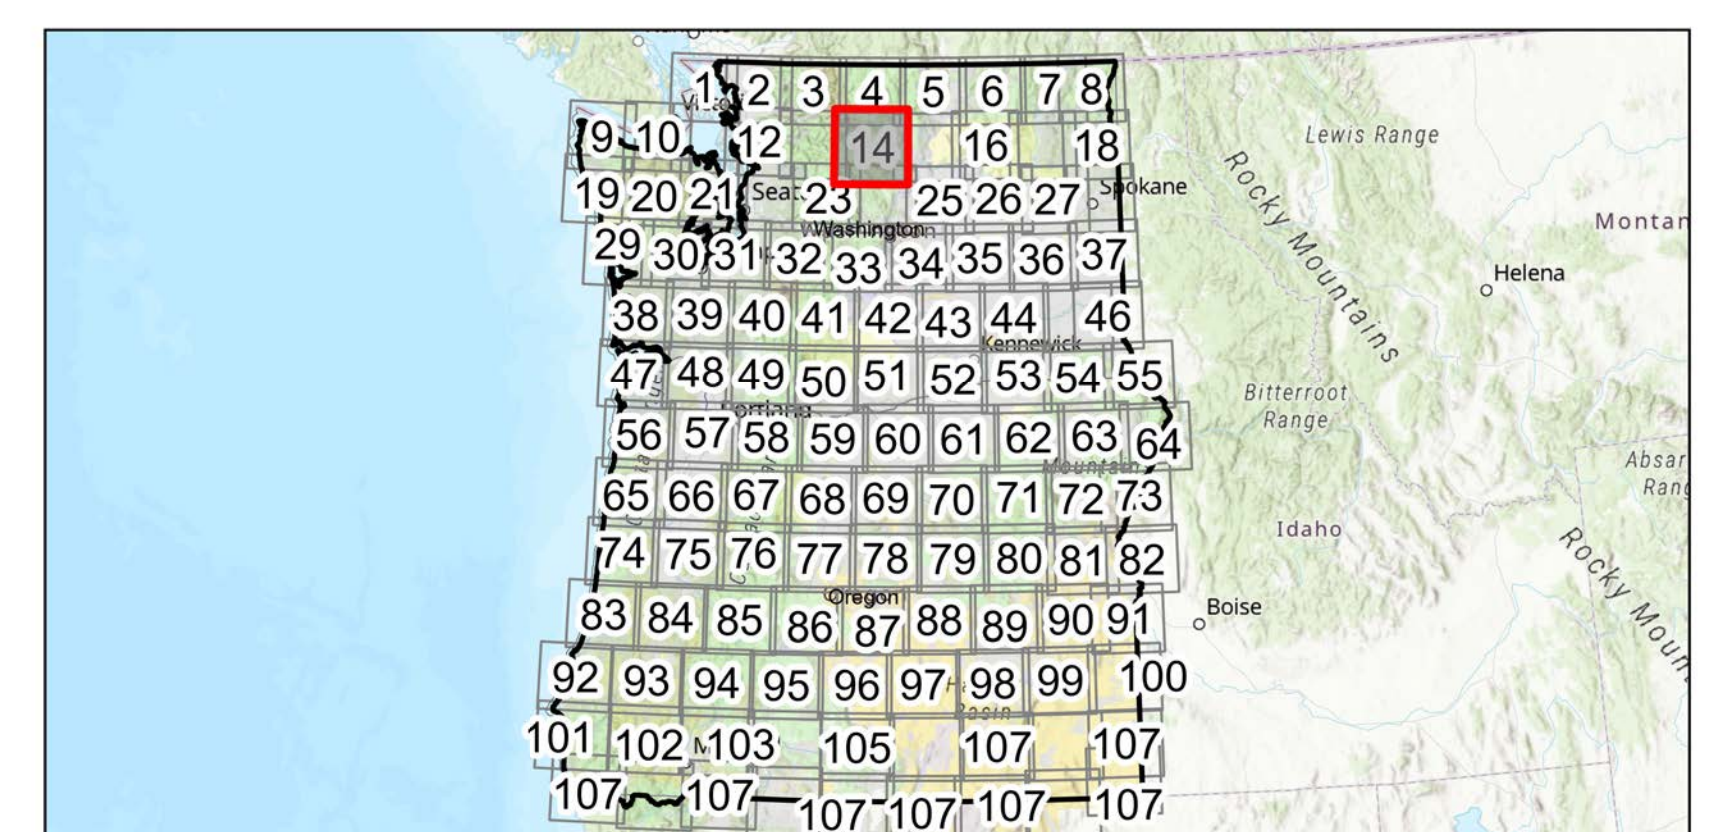 1 2 3 4 5 6 7 8
Lewis Range
9 10 12 14 16 18
Rocky Mountains
19 20 21 Seat 23 25 26 27 Spokane
Montan
Washington
29 30 31 32 33 34 35 36 37
Helena
38 39 40 41 42 43 44 46
Kennewick
47 48 49 50 51 52 53 54 55
Bitterroot
Range
Portland
56 57 58 59 60 61 62 63 64
Mountain
Absar
Rang
65 66 67 68 69 70 71 72 73
Idaho
74 75 76 77 78 79 80 81 82
Rocky Moun
Oregon
83 84 85 86 87 88 89 90 91
Boise
92 93 94 95 96 97 98 99 100
Basin
101 102 103 105 107 107
107 107 107 107 107 107